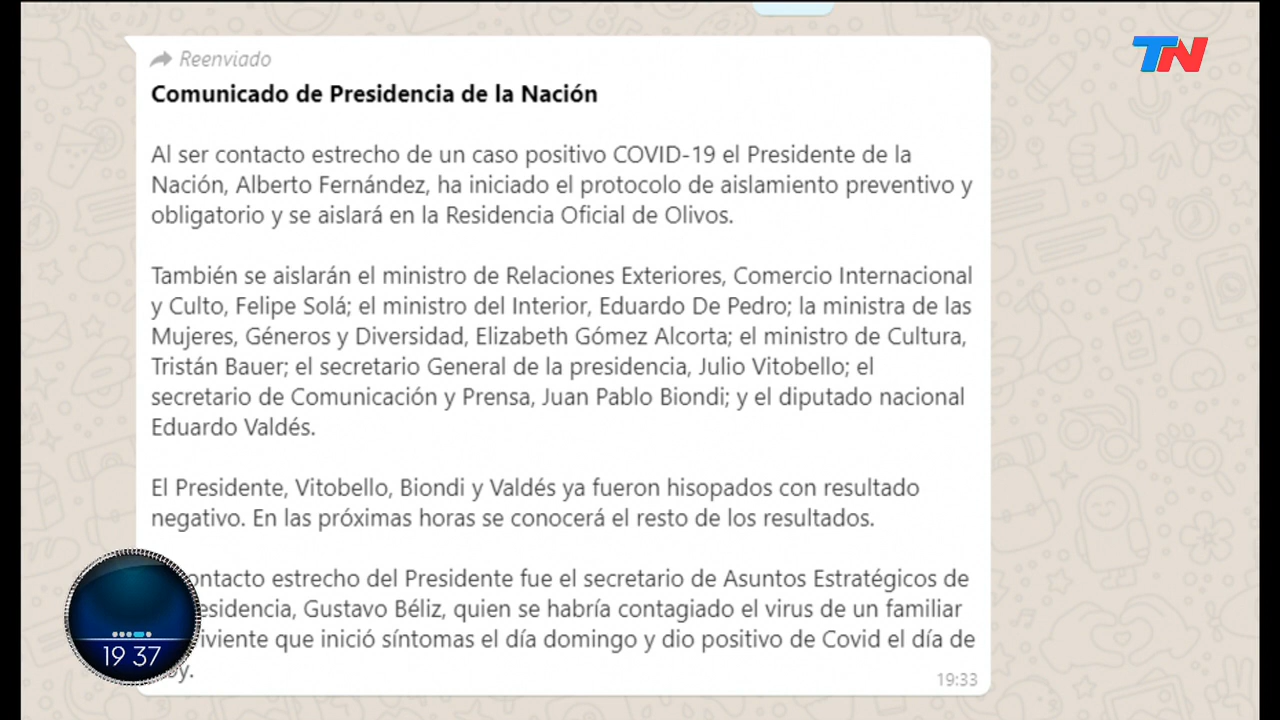 TN
Reenviado
Comunicado de Presidencia de la Nación
Al ser contacto estrecho de un caso positivo COVID-19 el Presidente de la
Nación, Alberto Fernández, ha iniciado el protocolo de aislamiento preventivo y
obligatorio y se aislará en la Residencia Oficial de Olivos.
También se aislarán el ministro de Relaciones Exteriores, Comercio Internacional
y Culto, Felipe Solá; el ministro del Interior, Eduardo De Pedro; la ministra de las
Mujeres, Géneros y Diversidad, Elizabeth Gómez Alcorta; el ministro de Cultura,
Tristán Bauer; el secretario General de la presidencia, Julio Vitobello; el
secretario de Comunicación y Prensa, Juan Pablo Biondi; y el diputado nacional
Eduardo Valdés.
El Presidente, Vitobello, Biondi y Valdés ya fueron hisopados con resultado
negativo. En las próximas horas se conocerá el resto de los resultados.
ontacto estrecho del Presidente fue el secretario de Asuntos Estratégicos de
esidencia, Gustavo Béliz, quien se habría contagiado el virus de un familiar
viviente que inició síntomas el día domingo y dio positivo de Covid el día de
oy.
19:33
19 37